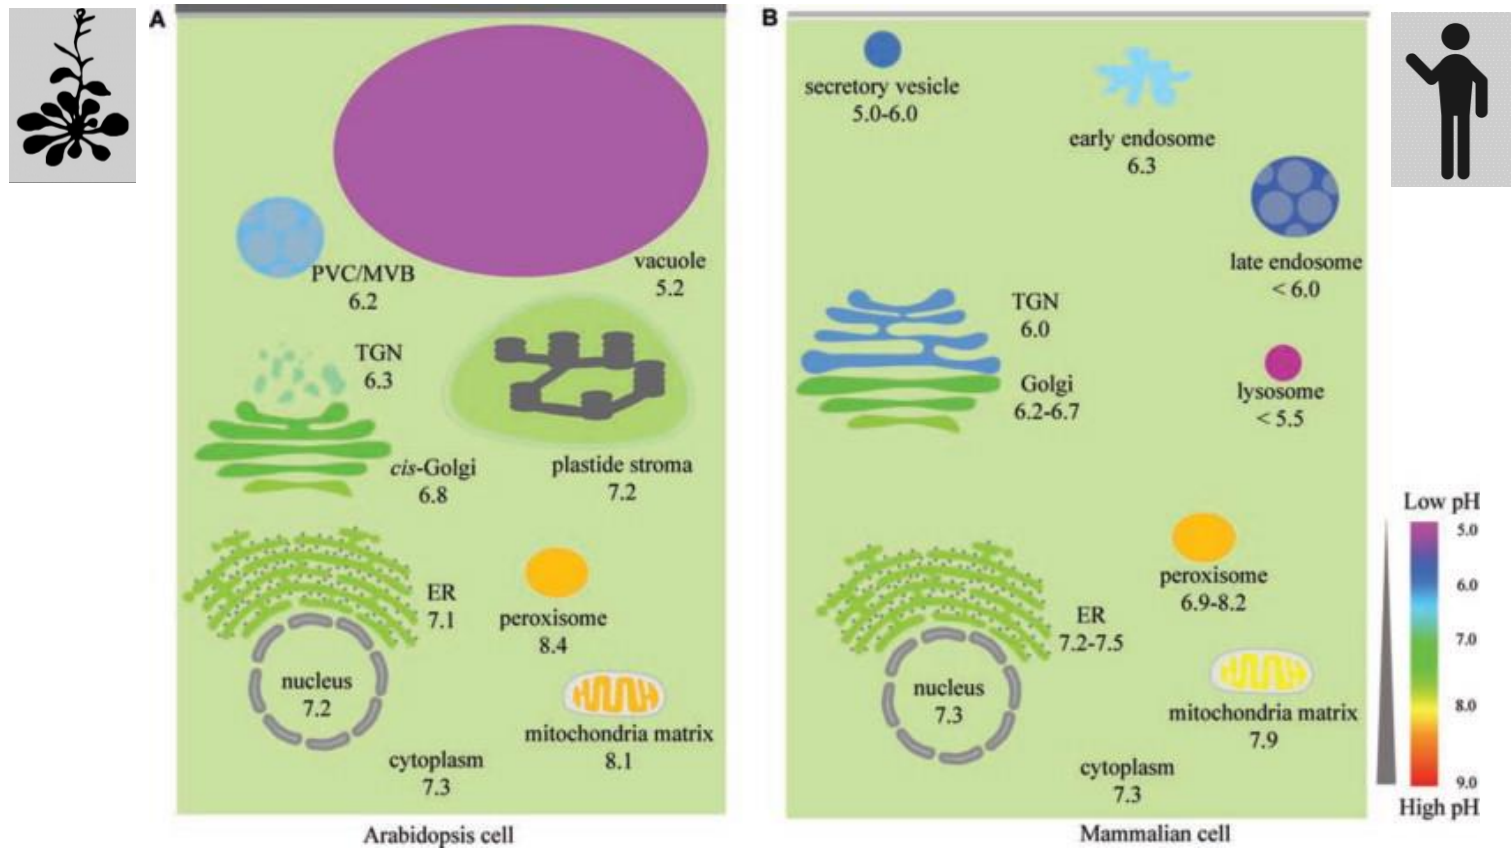 A
vacuole
5.2
PVC/MVB
6.2
TGN
6.3
cis-Golgi
6.8
plastide stroma
7.2
ER
7.1
peroxisome
8.4
nucleus
7.2
mitochondria matrix
8.1
cytoplasm
7.3
Arabidopsis cell
B
secretory vesicle
5.0-6.0
early endosome
6.3
late endosome
< 6.0
TGN
6.0
Golgi
6.2-6.7
lysosome
< 5.5
peroxisome
6.9-8.2
ER
7.2-7.5
nucleus
7.3
mitochondria matrix
7.9
cytoplasm
7.3
Mammalian cell
Low pH
5.0
6.0
7.0
8.0
9.0
High pH